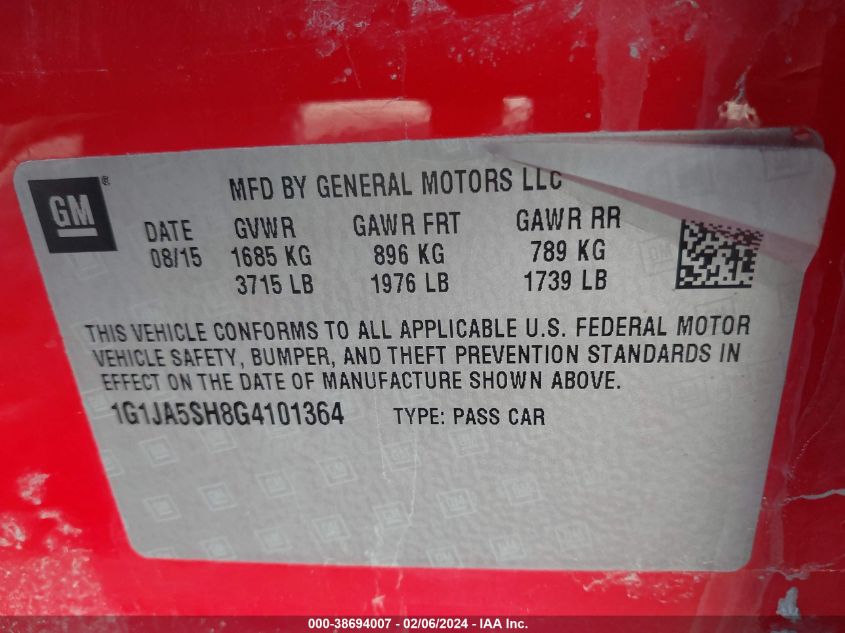 GM®
MFD BY GENERAL MOTORS LLC
DATE GVWR GAWR FRT GAWR RR
08/15 1685 KG 896 KG 789 KG
3715 LB 1976 LB 1739 LB
THIS VEHICLE CONFORMS TO ALL APPLICABLE U.S. FEDERAL MOTOR
VEHICLE SAFETY, BUMPER, AND THEFT PREVENTION STANDARDS IN
EFFECT ON THE DATE OF MANUFACTURE SHOWN ABOVE.
1G1JA5SH8G4101364 TYPE: PASS CAR
000-38694007 - 02/06/2024 - IAA Inc.